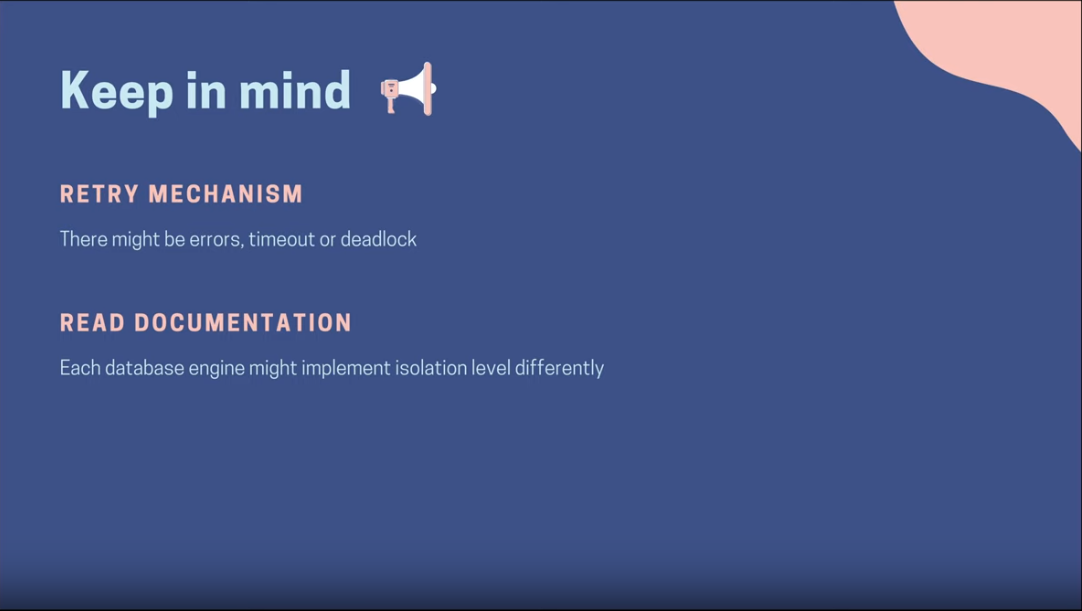 Keep in mind
RETRY MECHANISM
There might be errors, timeout or deadlock
READ DOCUMENTATION
Each database engine might implement isolation level differently